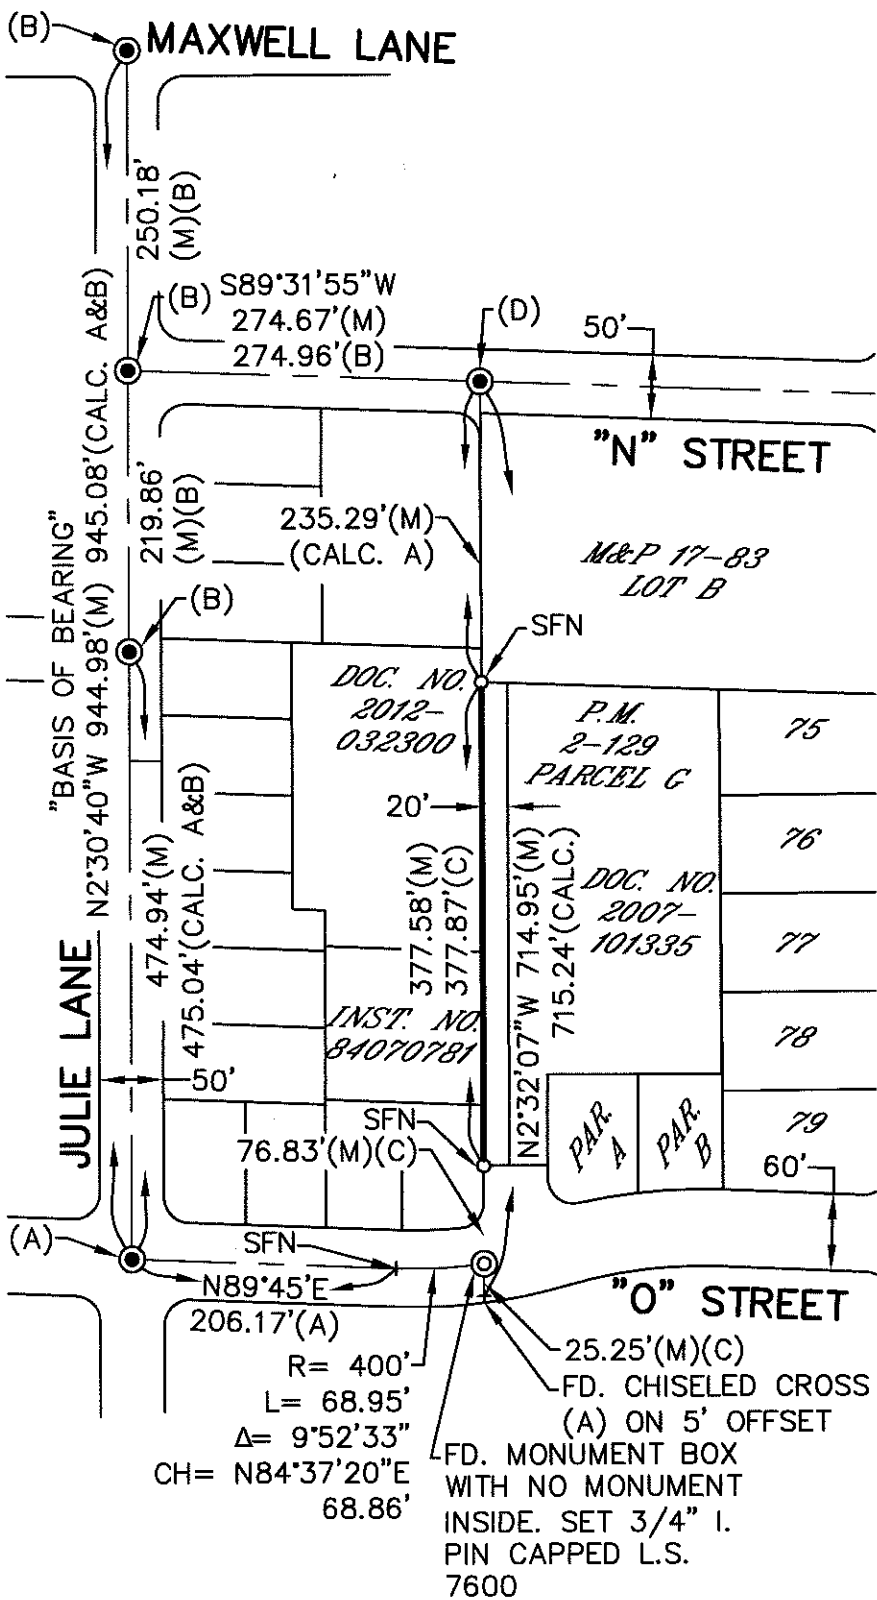 (B)
MAXWELL LANE
250.18'
(M)(B)
(B)
S89°31'55"W
274.67'(M)
274.96'(B)
(D)
50'
"N" STREET
219.86'
(M)(B)
235.29'(M)
(CALC. A)
M&P 17-83
LOT B
(B)
SFN
"BASIS OF BEARING"
N2°30'40"W 944.98'(M) 945.08'(CALC. A&B)
DOC. NO.
2012-
032300
P.M.
2-129
PARCEL G
75
20'
76
474.94'(M)
475.04'(CALC. A&B)
377.58'(M)
377.87'(C)
N2°32'07"W 714.95'(M)
715.24'(CALC.)
DOC. NO.
2007-
101335
77
JULIE LANE
INST. NO.
84070781
78
50'
SFN
76.83'(M)(C)
PAR.
A
PAR.
B
79
60'
(A)
SFN
N89°45'E
206.17'(A)
"O" STREET
R= 400'
L= 68.95'
Δ= 9°52'33"
CH= N84°37'20"E
68.86'
25.25'(M)(C)
FD. CHISELED CROSS
(A) ON 5' OFFSET
FD. MONUMENT BOX
WITH NO MONUMENT
INSIDE. SET 3/4" I.
PIN CAPPED L.S.
7600